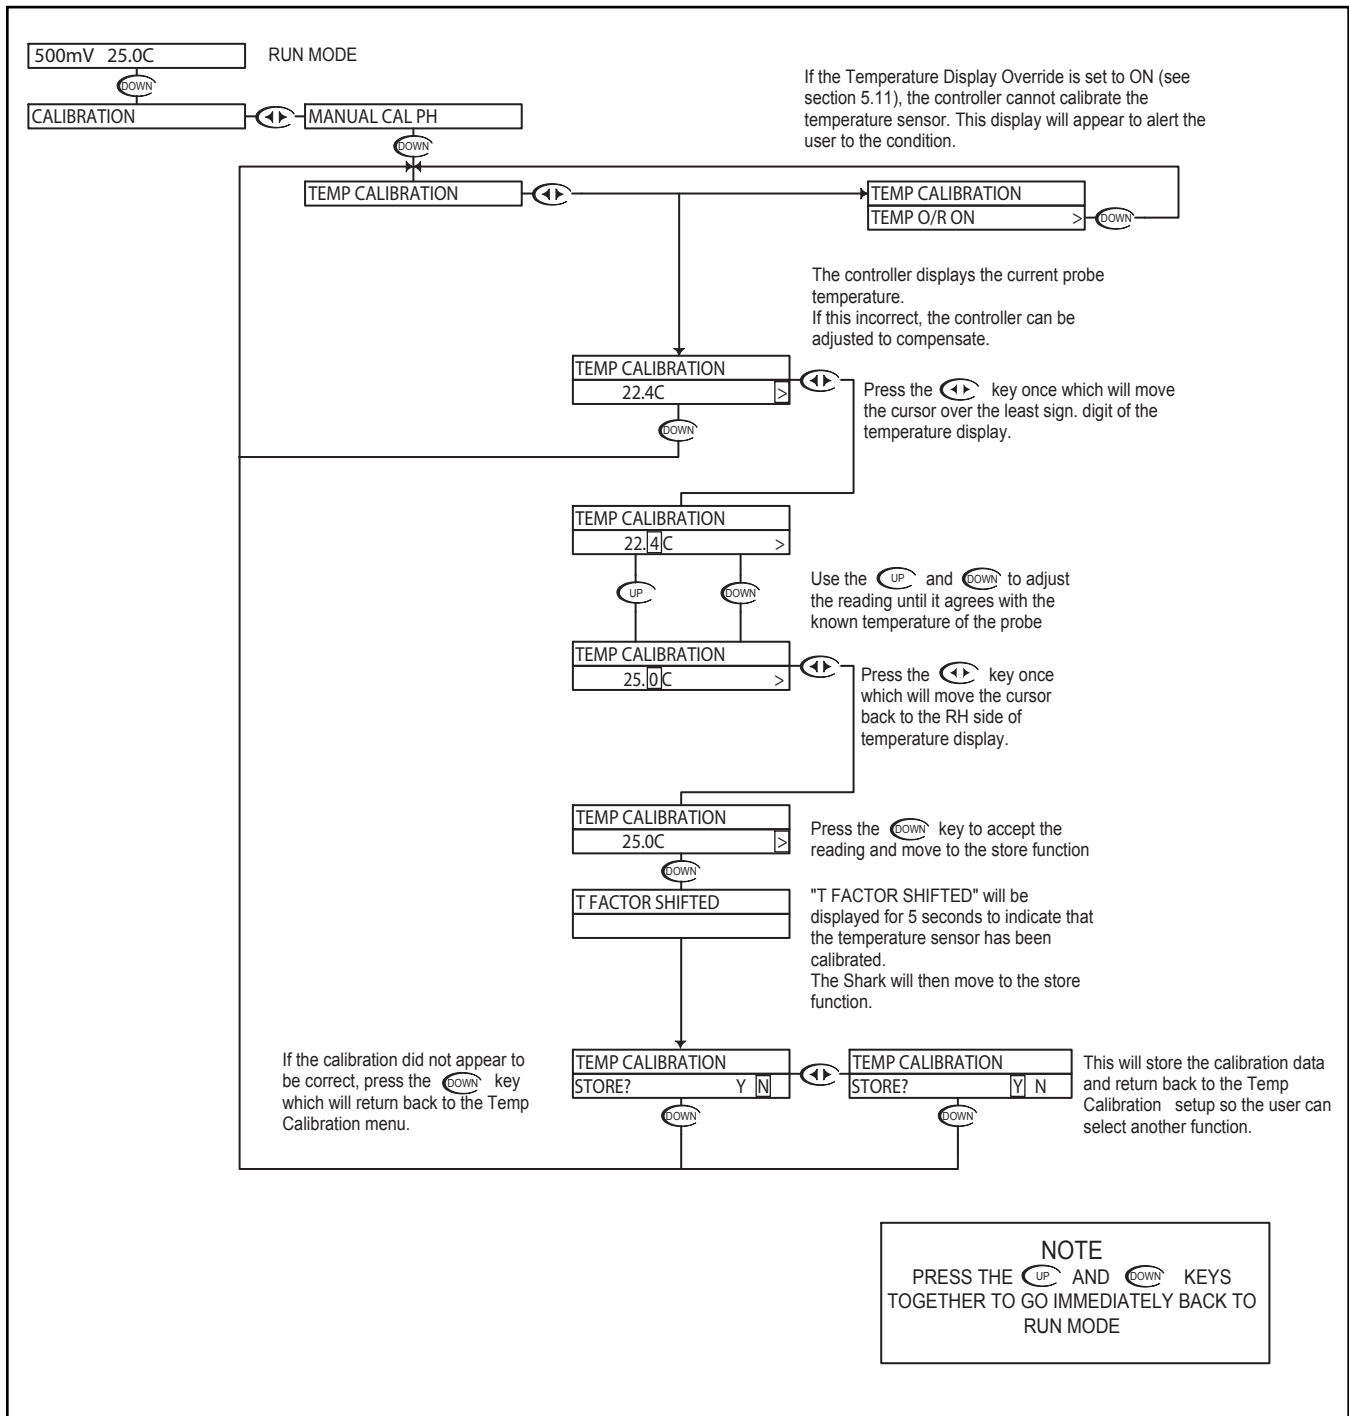 500mV 25.0C
RUN MODE
DOWN
CALIBRATION
MANUAL CAL PH
DOWN
If the Temperature Display Override is set to ON (see
section 5.11), the controller cannot calibrate the
temperature sensor. This display will appear to alert the
user to the condition.
TEMP CALIBRATION
TEMP CALIBRATION
TEMP O/R ON >
DOWN
The controller displays the current probe
temperature.
If this incorrect, the controller can be
adjusted to compensate.
TEMP CALIBRATION
22.4C >
DOWN
Press the key once which will move
the cursor over the least sign. digit of the
temperature display.
TEMP CALIBRATION
22.4C >
UP DOWN
Use the UP and DOWN to adjust
the reading until it agrees with the
known temperature of the probe
TEMP CALIBRATION
25.0C >
Press the key once
which will move the cursor
back to the RH side of
temperature display.
TEMP CALIBRATION
25.0C >
DOWN
Press the DOWN key to accept the
reading and move to the store function
T FACTOR SHIFTED
"T FACTOR SHIFTED" will be
displayed for 5 seconds to indicate that
the temperature sensor has been
calibrated.
The Shark will then move to the store
function.
If the calibration did not appear to
be correct, press the DOWN key
which will return back to the Temp
Calibration menu.
TEMP CALIBRATION
STORE? Y N
DOWN
TEMP CALIBRATION
STORE? Y N
DOWN
This will store the calibration data
and return back to the Temp
Calibration setup so the user can
select another function.
NOTE
PRESS THE UP AND DOWN KEYS
TOGETHER TO GO IMMEDIATELY BACK TO
RUN MODE